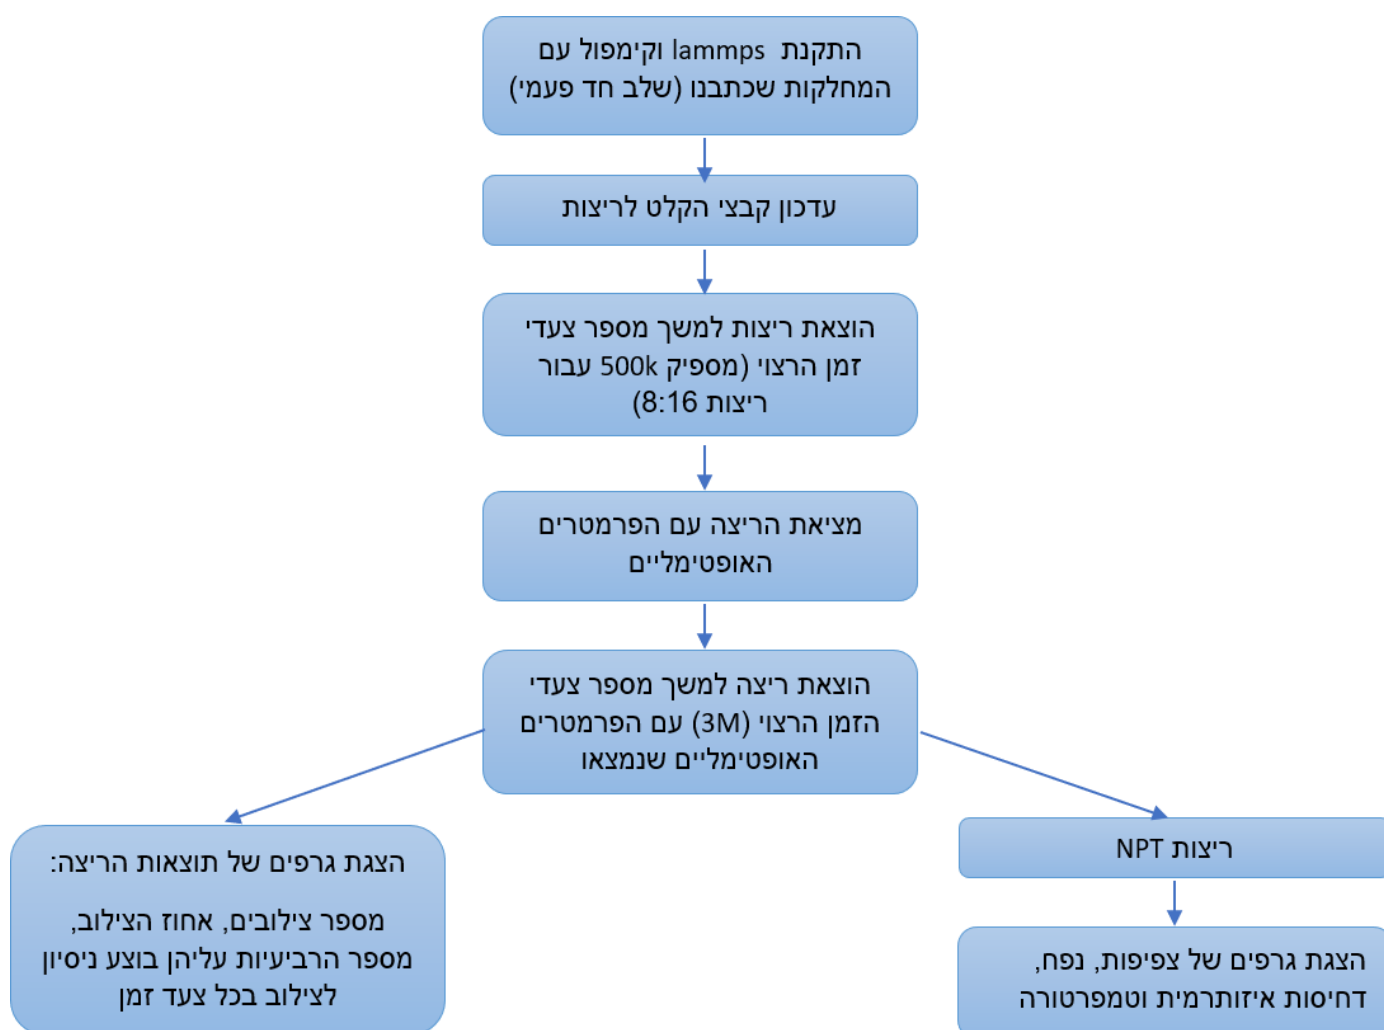 התקנת lammps וקימפול עם
המחלקות שכתבנו (שלב חד פעמי)
עדכון קבצי הקלט לריצות
הוצאת ריצות למשך מספר צעדי
זמן הרצוי (מספיק 500k עבור
ריצות 8:16)
מציאת הריצה עם הפרמטרים
האופטימליים
הוצאת ריצה למשך מספר צעדי
הזמן הרצוי (3M) עם הפרמטרים
האופטימליים שנמצאו
ריצות NPT
הצגת גרפים של צפיפות, נפח,
דחיסות איזותרמית וטמפרטורה
הצגת גרפים של תוצאות הריצה:
מספר צילובים, אחוז הצילוב,
מספר הרביעיות עליהן בוצע ניסיון
לצילוב בכל צעד זמן